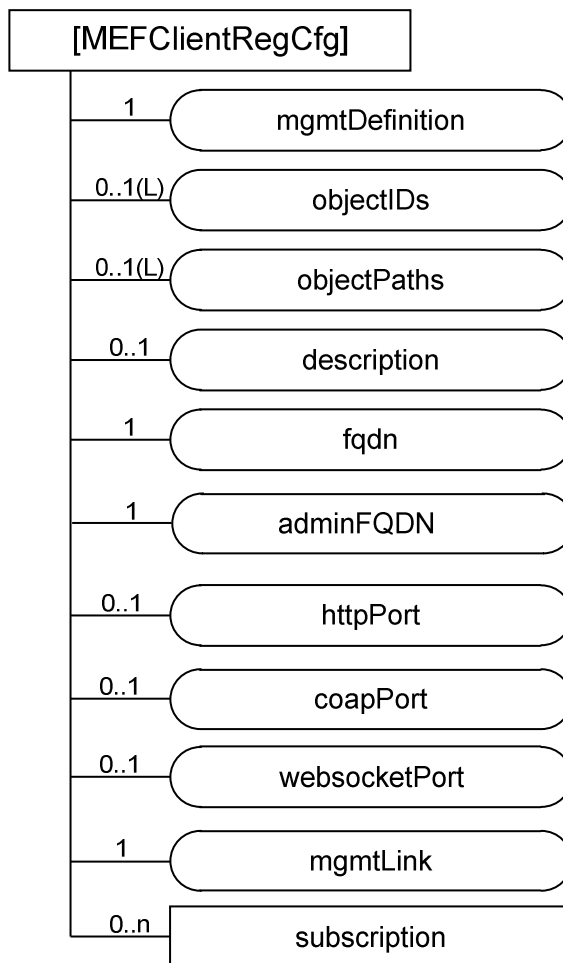 [MEFClientRegCfg]
1
mgmtDefinition
0..1(L)
objectIDs
0..1(L)
objectPaths
0..1
description
1
fqdn
1
adminFQDN
0..1
httpPort
0..1
coapPort
0..1
websocketPort
1
mgmtLink
0..n
subscription